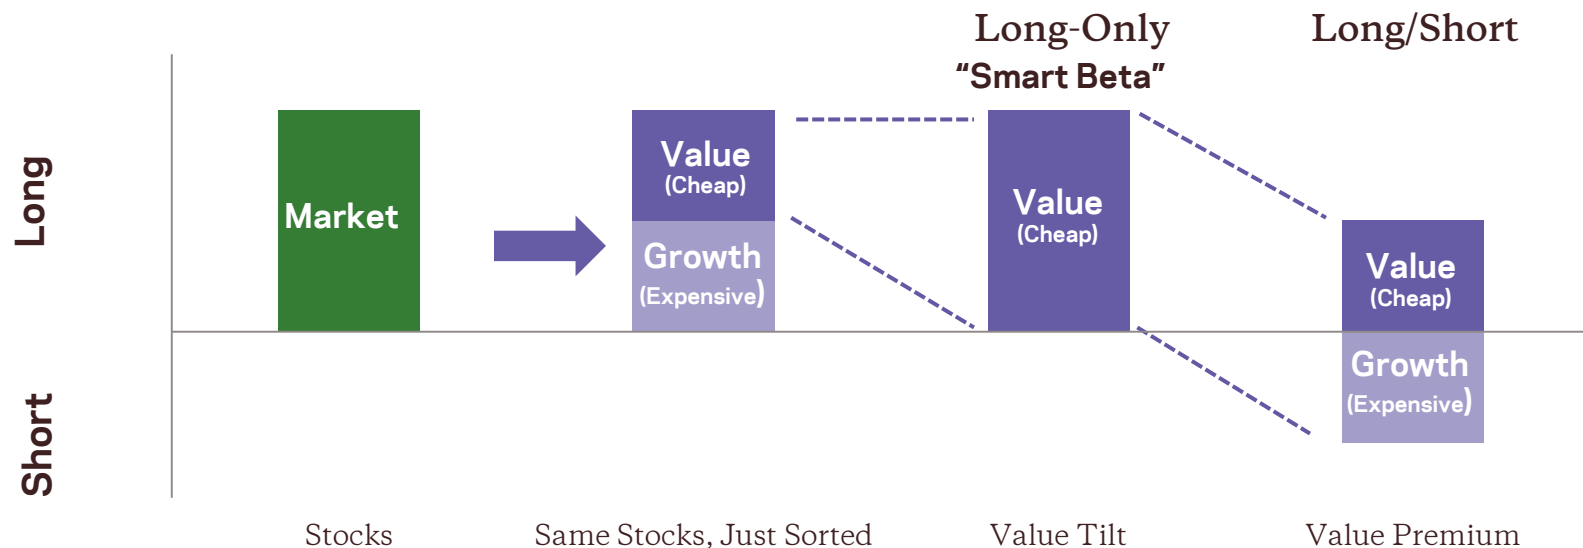 Long-Only
Long/Short
“Smart Beta”
Long
Short
Market
Value
(Cheap)
Growth
(Expensive)
Value
(Cheap)
Value
(Cheap)
Growth
(Expensive)
Stocks
Same Stocks, Just Sorted
Value Tilt
Value Premium